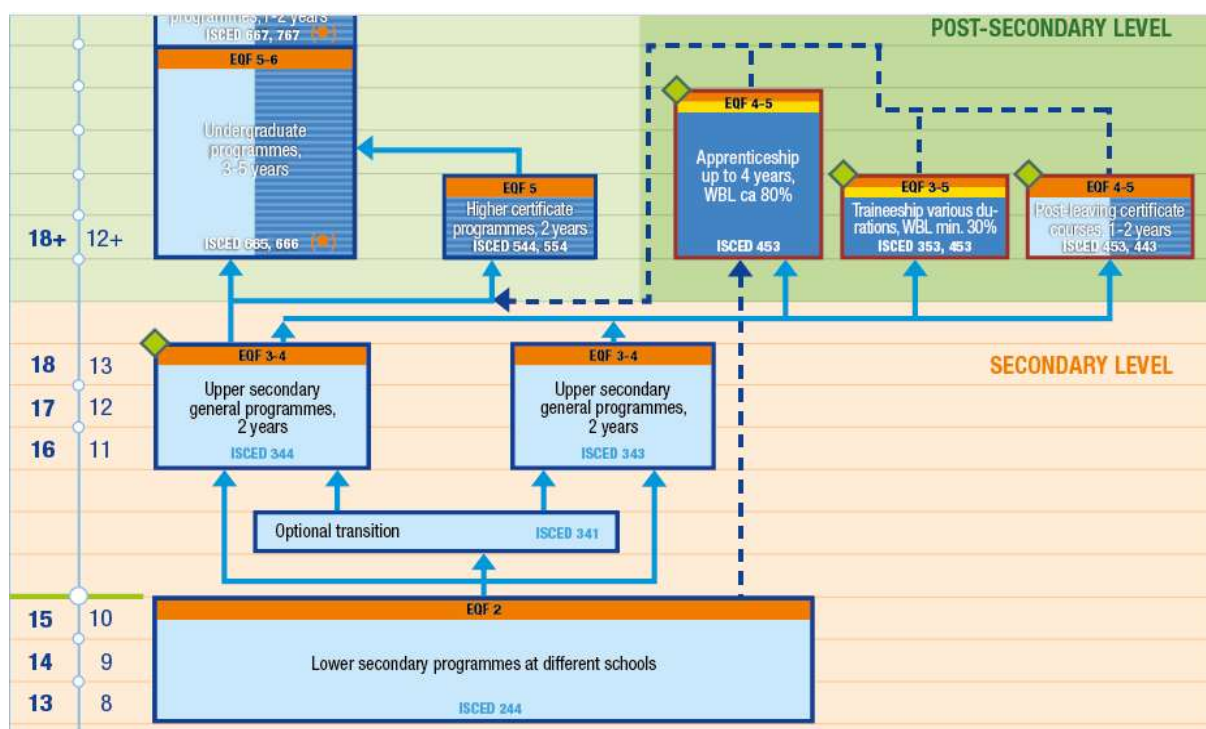 programmes, 1-2 years
ISCED 667, 767
POST-SECONDARY LEVEL
EQF 5-6
Undergraduate
programmes,
3-5 years
ISCED 665, 666
EQF 5
Higher certificate
programmes, 2 years
ISCED 544, 554
EQF 4-5
Apprenticeship
up to 4 years,
WBL ca 80%
ISCED 453
EQF 3-5
Traineeship various du-
rations, WBL min. 30%
ISCED 353, 453
EQF 4-5
Post-leaving certificate
courses, 1-2 years
ISCED 453, 443
18+ 12+
SECONDARY LEVEL
18 13
17 12
16 11
EQF 3-4
Upper secondary
general programmes,
2 years
ISCED 344
EQF 3-4
Upper secondary
general programmes,
2 years
ISCED 343
Optional transition ISCED 341
15 10
14 9
13 8
EQF 2
Lower secondary programmes at different schools
ISCED 244